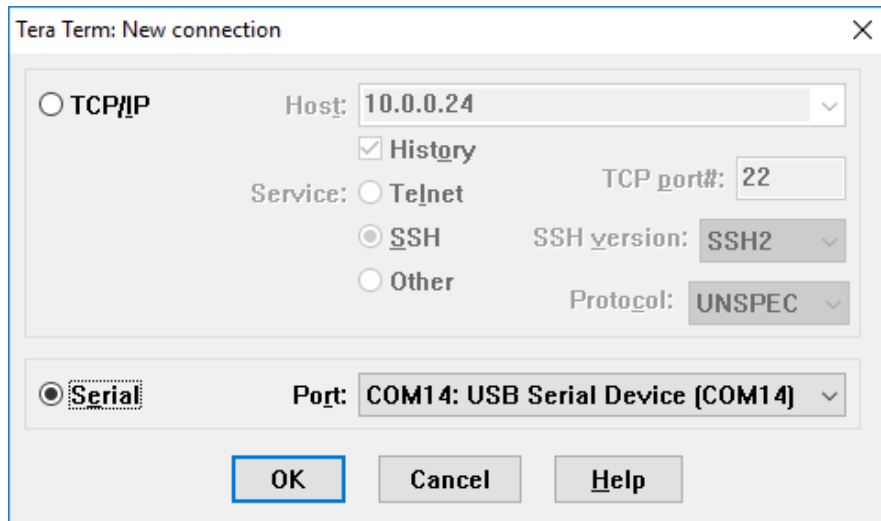 Tera Term: New connection
TCP/IP
Host: 10.0.0.24
History
Service: Telnet
TCP port#: 22
SSH
SSH version: SSH2
Other
Protocol: UNSPEC
Serial
Port: COM14: USB Serial Device (COM14)
OK
Cancel
Help